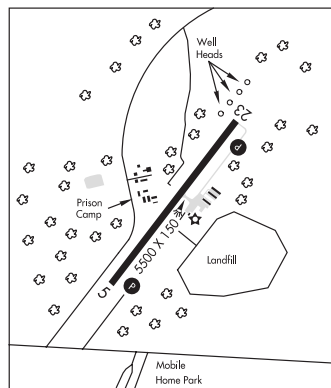 Well
Heads
23
P
Prison
Camp
5500 X 150
Landfill
5
P
Mobile
Home Park